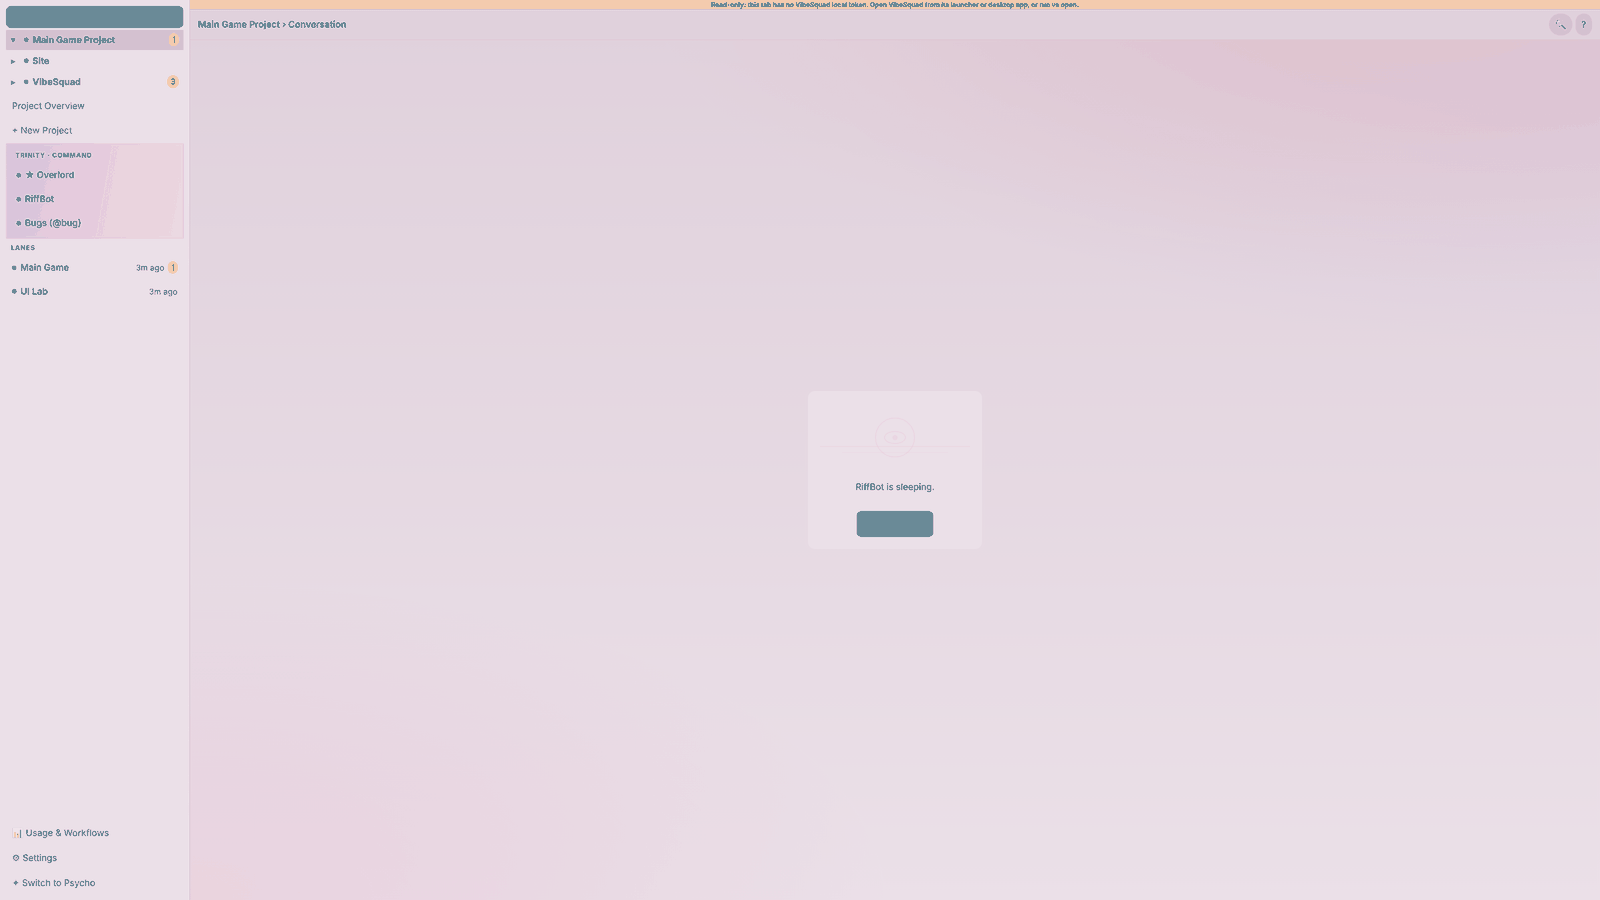 Read-only: this tab has no VibeSquad local token. Open VibeSquad from its launcher or desktop app, or run vs open.
Main Game Project › Conversation
?
▾ Main Game Project 1
▸ Site
▸ VibeSquad 3
Project Overview
+ New Project
TRINITY · COMMAND
★ Overlord
RiffBot
Bugs (@bug)
LANES
Main Game 3m ago 1
UI Lab 3m ago
RiffBot is sleeping.
Usage & Workflows
Settings
Switch to Psycho